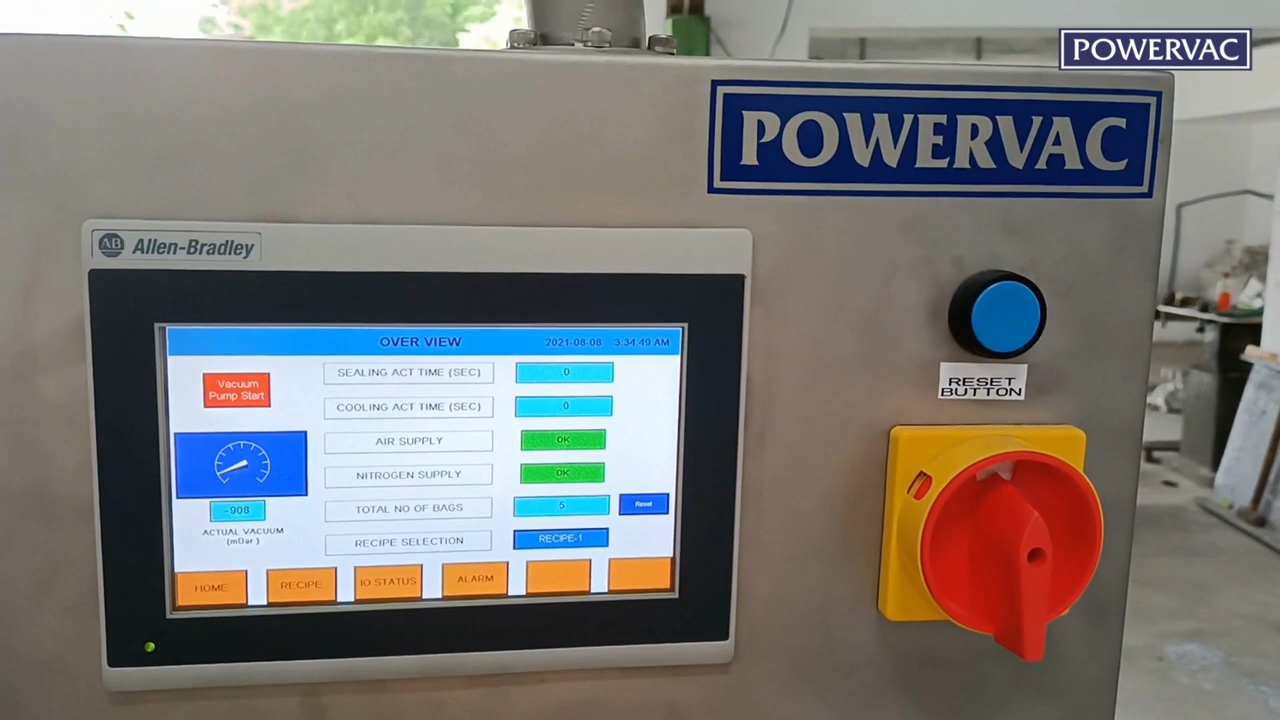 POWERVAC
POWERVAC
AB Allen-Bradley
OVER VIEW 2021-08-08 3:34:49 AM
Vacuum
Pump Start
SEALING ACT TIME (SEC) 0
COOLING ACT TIME (SEC) 0
AIR SUPPLY OK
NITROGEN SUPPLY OK
TOTAL NO OF BAGS 5 Reset
RECIPE SELECTION RECIPE-1
-908
ACTUAL VACUUM
(mBar )
HOME RECIPE IO STATUS ALARM
RESET
BUTTON